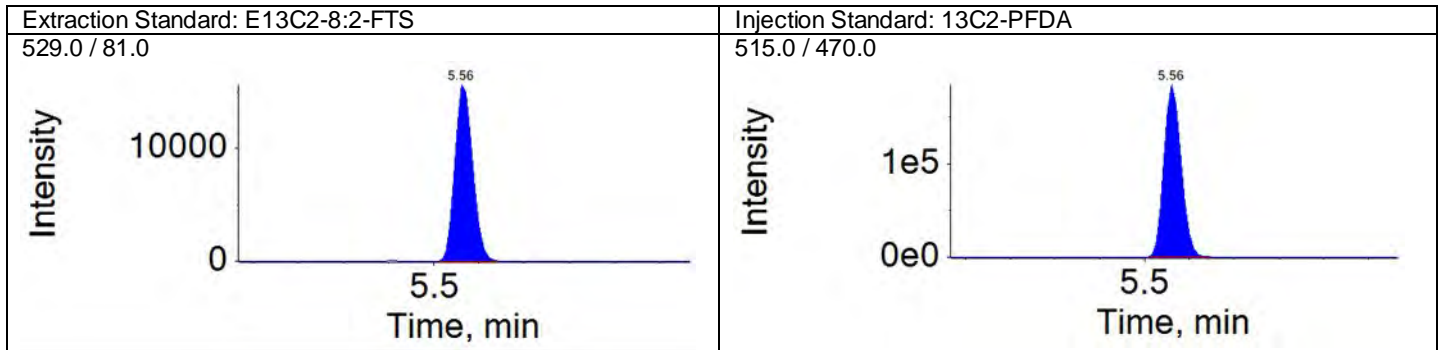 Extraction Standard: E13C2-8:2-FTS
529.0 / 81.0
5.56
10000
0
Intensity
5.5
Time, min
Injection Standard: 13C2-PFDA
515.0 / 470.0
5.56
1e5
0e0
Intensity
5.5
Time, min